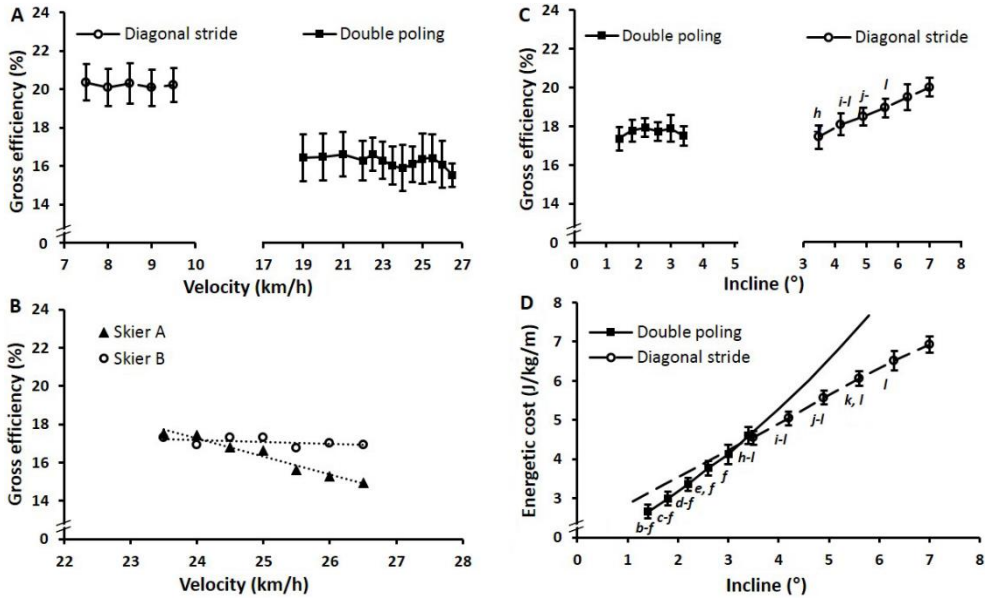 A
Gross efficiency (%)
24
22
20
18
16
14
0
Diagonal stride
Double poling
7 8 9 10
17 19 21 23 25 27
Velocity (km/h)
C
Gross efficiency (%)
24
22
20
18
16
14
0
Double poling
Diagonal stride
h
i-l
j-
l
0 1 2 3 4 5
3 4 5 6 7 8
Incline (°)
B
Gross efficiency (%)
24
22
20
18
16
14
0
Skier A
Skier B
22 23 24 25 26 27 28
Velocity (km/h)
D
Energetic cost (J/kg/m)
8
7
6
5
4
3
0
Double poling
Diagonal stride
b-f
c-f
d-f
e, f
f
h-l
i-l
j-l
k, l
l
0 1 2 3 4 5 6 7 8
Incline (°)